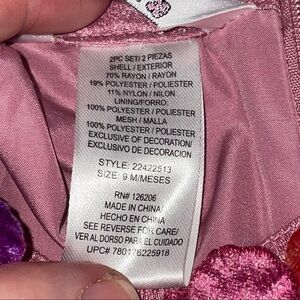 2PC SET/2 PIEZAS
SHELL/EXTERIOR
70% RAYON/RAYON
19% POLYESTER/POLIESTER
11% NYLON/NILON
LINING/FORRO
100% POLYESTER/POLIESTER
MESH/MALLA
100% POLYESTER/POLIESTER
EXCLUSIVE OF DECORATION/
EXCLUSIVO DE DECORACION
STYLE: 22422513
SIZE: 9 M/MESES
RN# 126206
MADE IN CHINA/
HECHO EN CHINA
SEE REVERSE FOR CARE/
VER AL DORSO PARA EL CUIDADO
UPC# 780176225918